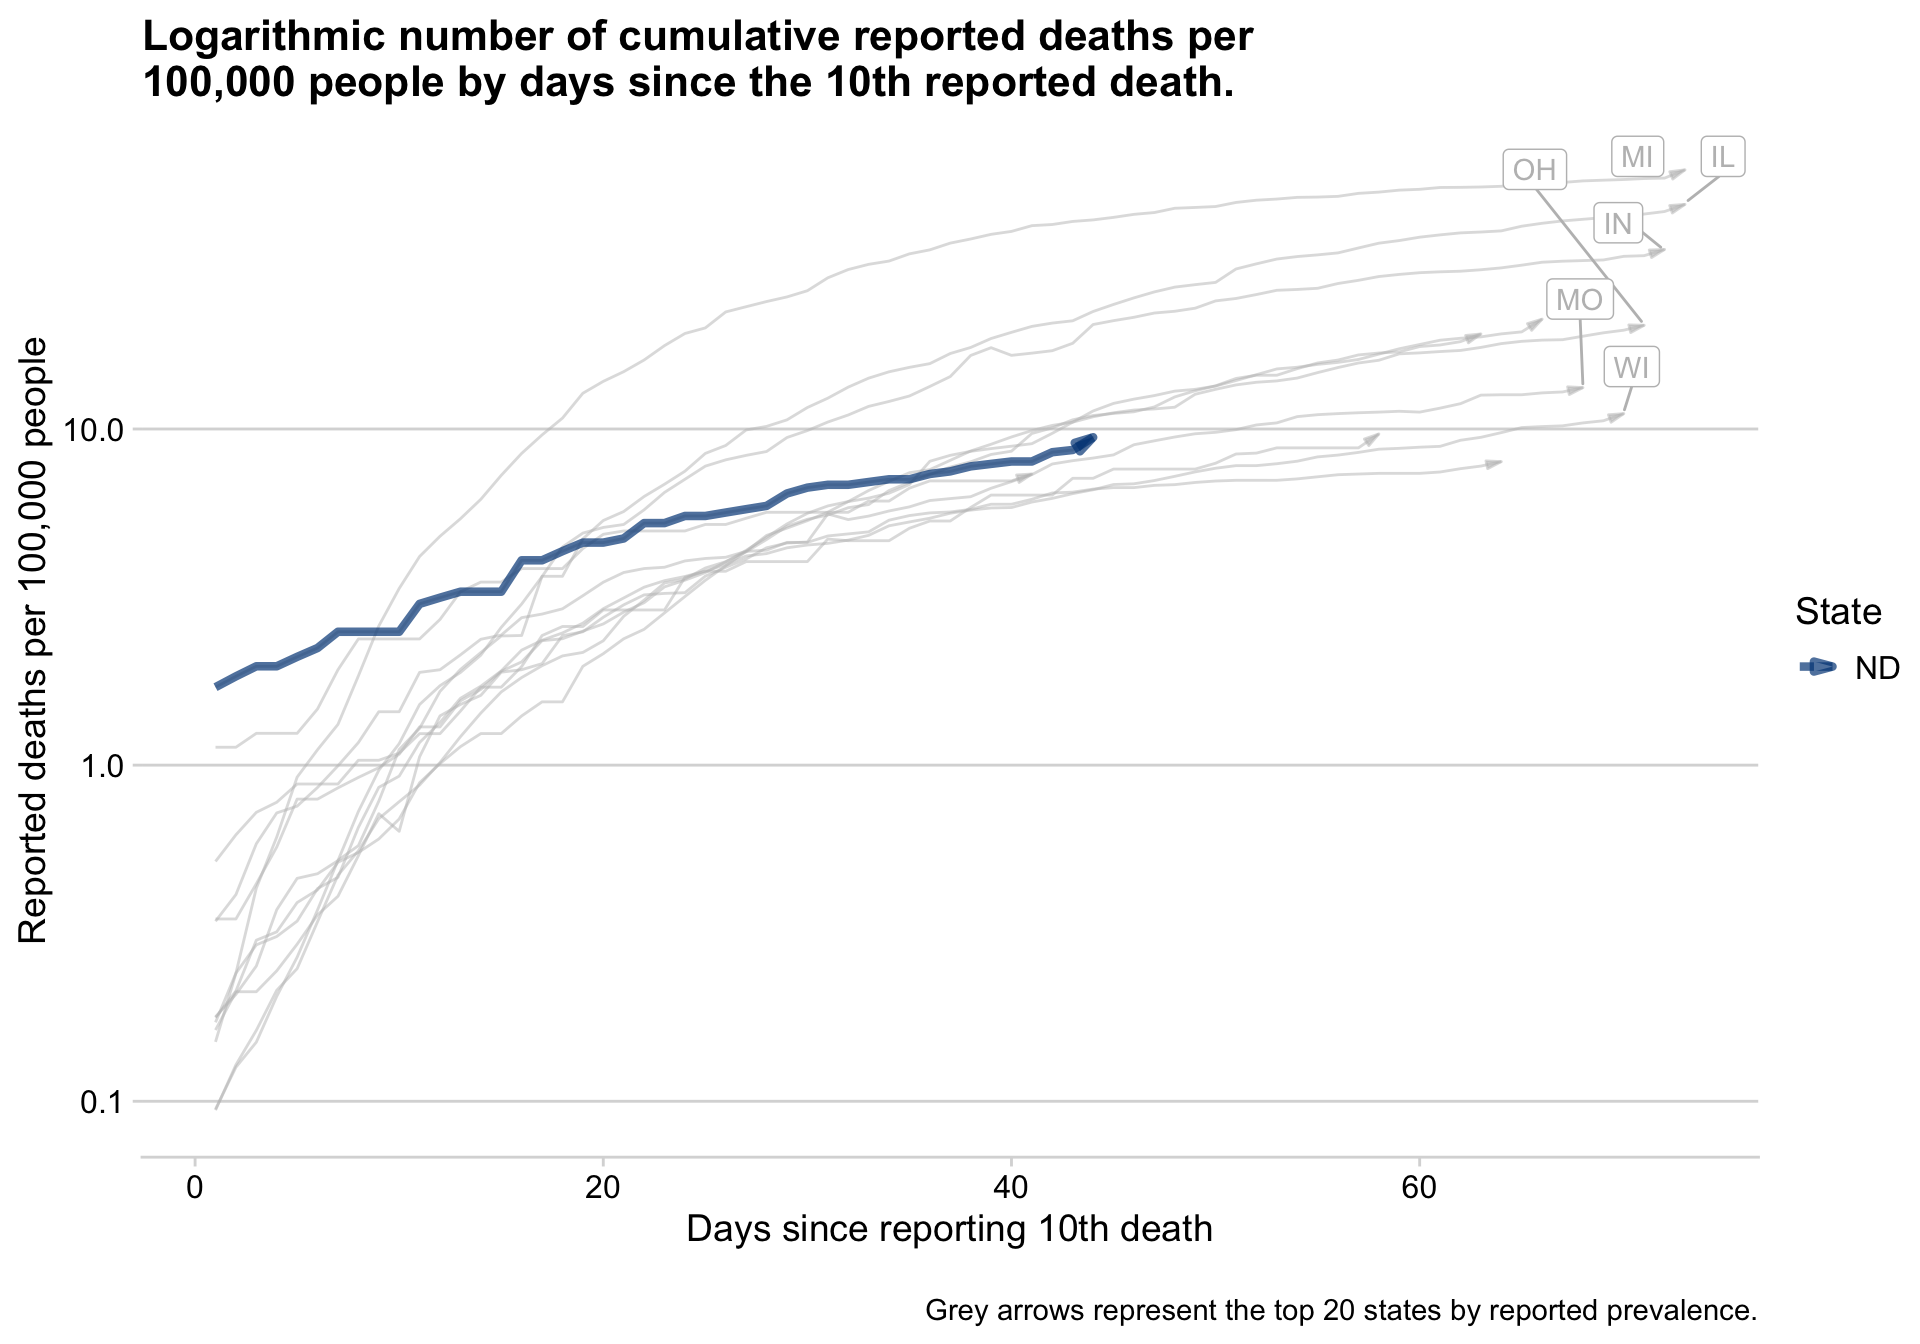 Logarithmic number of cumulative reported deaths per
100,000 people by days since the 10th reported death.
OH
MI
IL
IN
MO
WI
Reported deaths per 100,000 people
10.0
1.0
0.1
0
20
40
60
Days since reporting 10th death
State
ND
Grey arrows represent the top 20 states by reported prevalence.